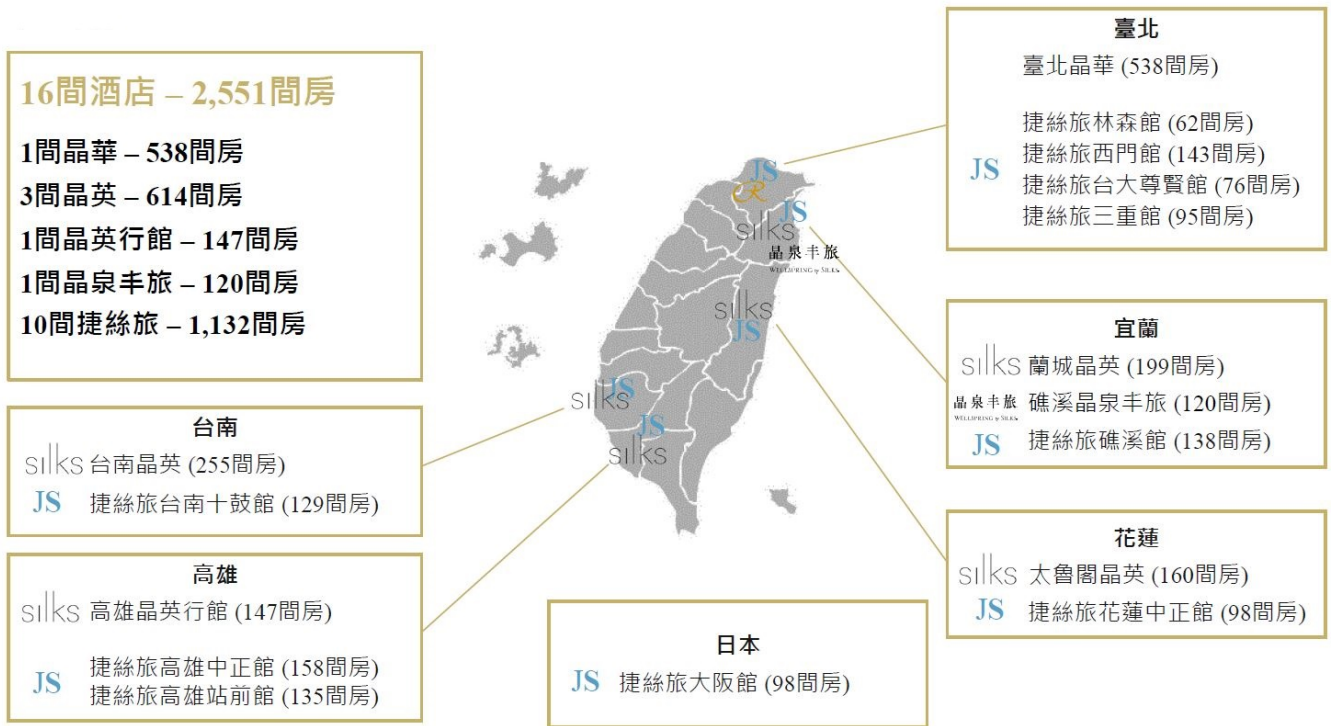 16間酒店 – 2,551間房
1間晶華 – 538間房
3間晶英 – 614間房
1間晶英行館 – 147間房
1間晶泉丰旅 – 120間房
10間捷絲旅 – 1,132間房
臺北
臺北晶華 (538間房)
捷絲旅林森館 (62間房)
捷絲旅西門館 (143間房)
JS
捷絲旅台大尊賢館 (76間房)
捷絲旅三重館 (95間房)
JS
R
JS
silks
晶泉丰旅
WELLSPRING by SILKS
silks
JS
JS
silks
JS
silks
宜蘭
silks 蘭城晶英 (199間房)
晶泉丰旅 礁溪晶泉丰旅 (120間房)
WELLSPRING by SILKS
JS 捷絲旅礁溪館 (138間房)
台南
silks 台南晶英 (255間房)
JS 捷絲旅台南十鼓館 (129間房)
花蓮
silks 太魯閣晶英 (160間房)
JS 捷絲旅花蓮中正館 (98間房)
高雄
silks 高雄晶英行館 (147間房)
JS
捷絲旅高雄中正館 (158間房)
捷絲旅高雄站前館 (135間房)
日本
JS 捷絲旅大阪館 (98間房)